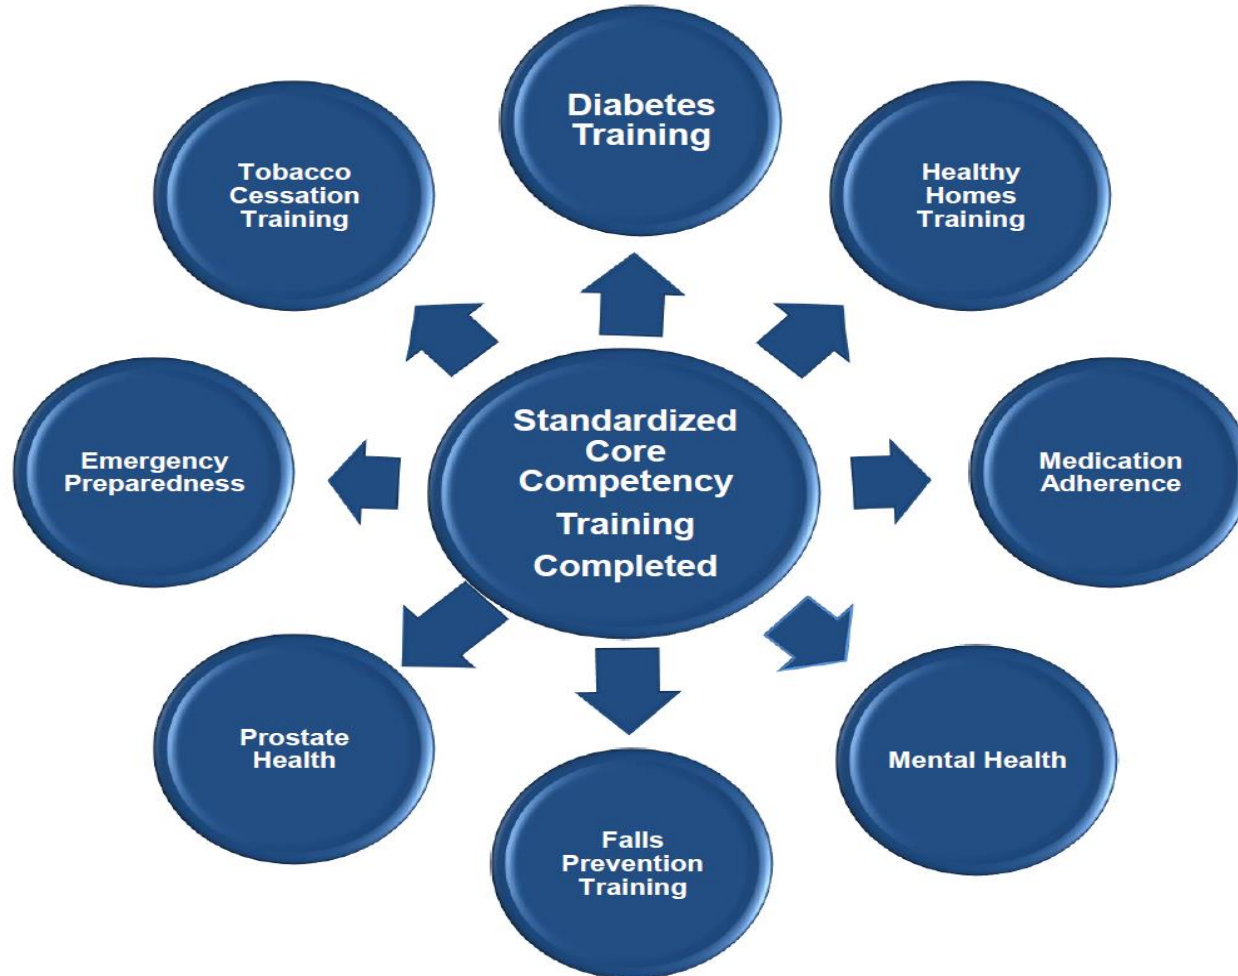 Diabetes
Training
Tobacco
Cessation
Training
Healthy
Homes
Training
Standardized
Core
Competency
Training
Completed
Emergency
Preparedness
Medication
Adherence
Prostate
Health
Mental Health
Falls
Prevention
Training